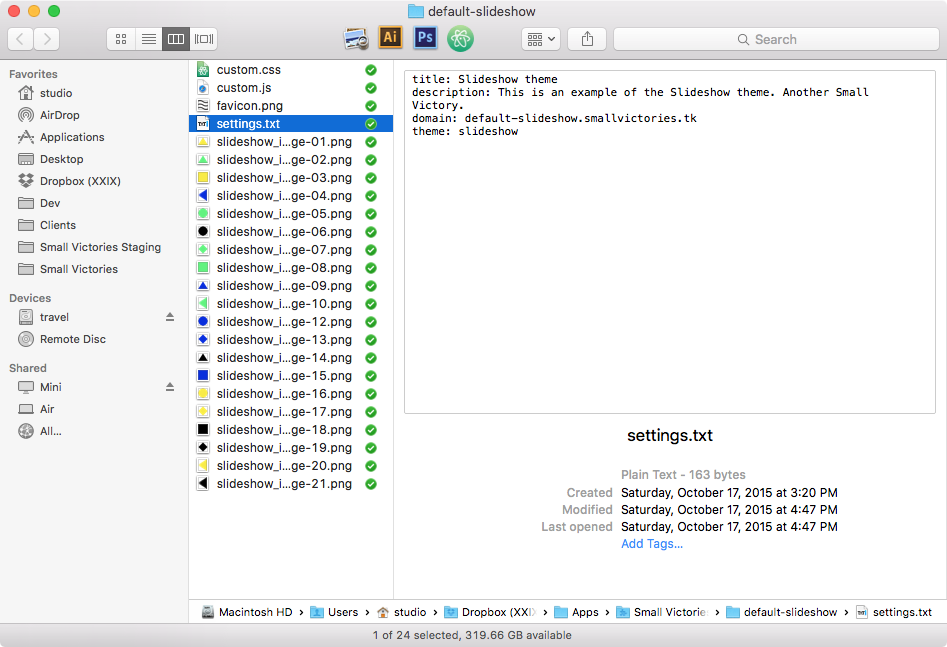 default-slideshow
Ai
Ps
Search
Favorites
studio
AirDrop
Applications
Desktop
Dropbox (XXIX)
Dev
Clients
Small Victories Staging
Small Victories
Devices
travel
Remote Disc
Shared
Mini
Air
All...
custom.css
custom.js
favicon.png
settings.txt
slideshow_i...ge-01.png
slideshow_i...ge-02.png
slideshow_i...ge-03.png
slideshow_i...ge-04.png
slideshow_i...ge-05.png
slideshow_i...ge-06.png
slideshow_i...ge-07.png
slideshow_i...ge-08.png
slideshow_i...ge-09.png
slideshow_i...ge-10.png
slideshow_i...ge-12.png
slideshow_i...ge-13.png
slideshow_i...ge-14.png
slideshow_i...ge-15.png
slideshow_i...ge-16.png
slideshow_i...ge-17.png
slideshow_i...ge-18.png
slideshow_i...ge-19.png
slideshow_i...ge-20.png
slideshow_i...ge-21.png
title: Slideshow theme
description: This is an example of the Slideshow theme. Another Small
Victory.
domain: default-slideshow.smallvictories.tk
theme: slideshow
settings.txt
Plain Text - 163 bytes
Created Saturday, October 17, 2015 at 3:20 PM
Modified Saturday, October 17, 2015 at 4:47 PM
Last opened Saturday, October 17, 2015 at 4:47 PM
Add Tags...
Macintosh HD › Users › studio › Dropbox (XXI › Apps › Small Victorie › default-slideshow › settings.txt
1 of 24 selected, 319.66 GB available